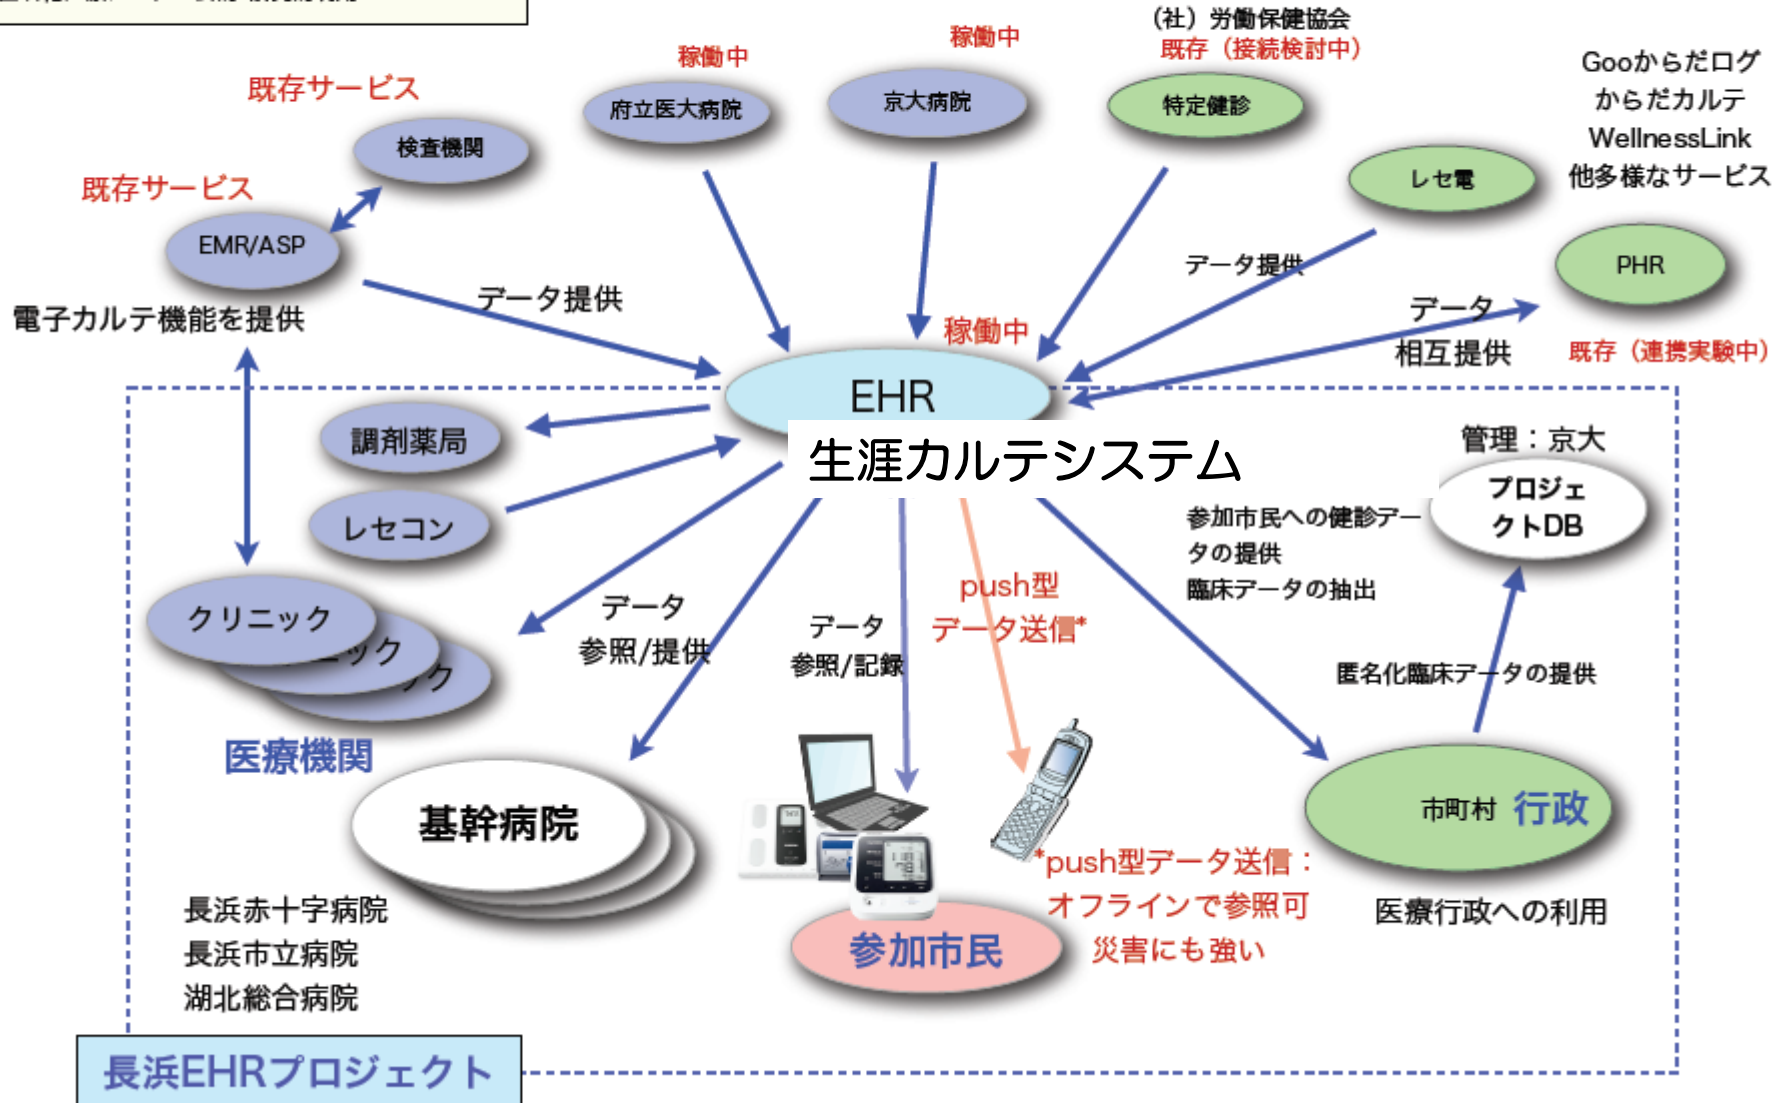 (社)労働保健協会
既存(接続検討中)
稼働中
稼働中
既存サービス
Gooからだログ
からだカルテ
WellnessLink
他多様なサービス
府立医大病院
京大病院
特定健診
検査機関
レセ電
既存サービス
EMR/ASP
PHR
電子カルテ機能を提供
データ提供
データ提供
データ
相互提供
既存(連携実験中)
稼働中
EHR
生涯カルテシステム
調剤薬局
レセコン
管理:京大
プロジェ
クトDB
参加市民への健診デー
タの提供
臨床データの抽出
クリニック
ニック
ック
データ
参照/提供
データ
参照/記録
push型
データ送信*
匿名化臨床データの提供
医療機関
基幹病院
市町村 行政
医療行政への利用
*push型データ送信:
オフラインで参照可
災害にも強い
長浜赤十字病院
長浜市立病院
湖北総合病院
参加市民
長浜EHRプロジェクト